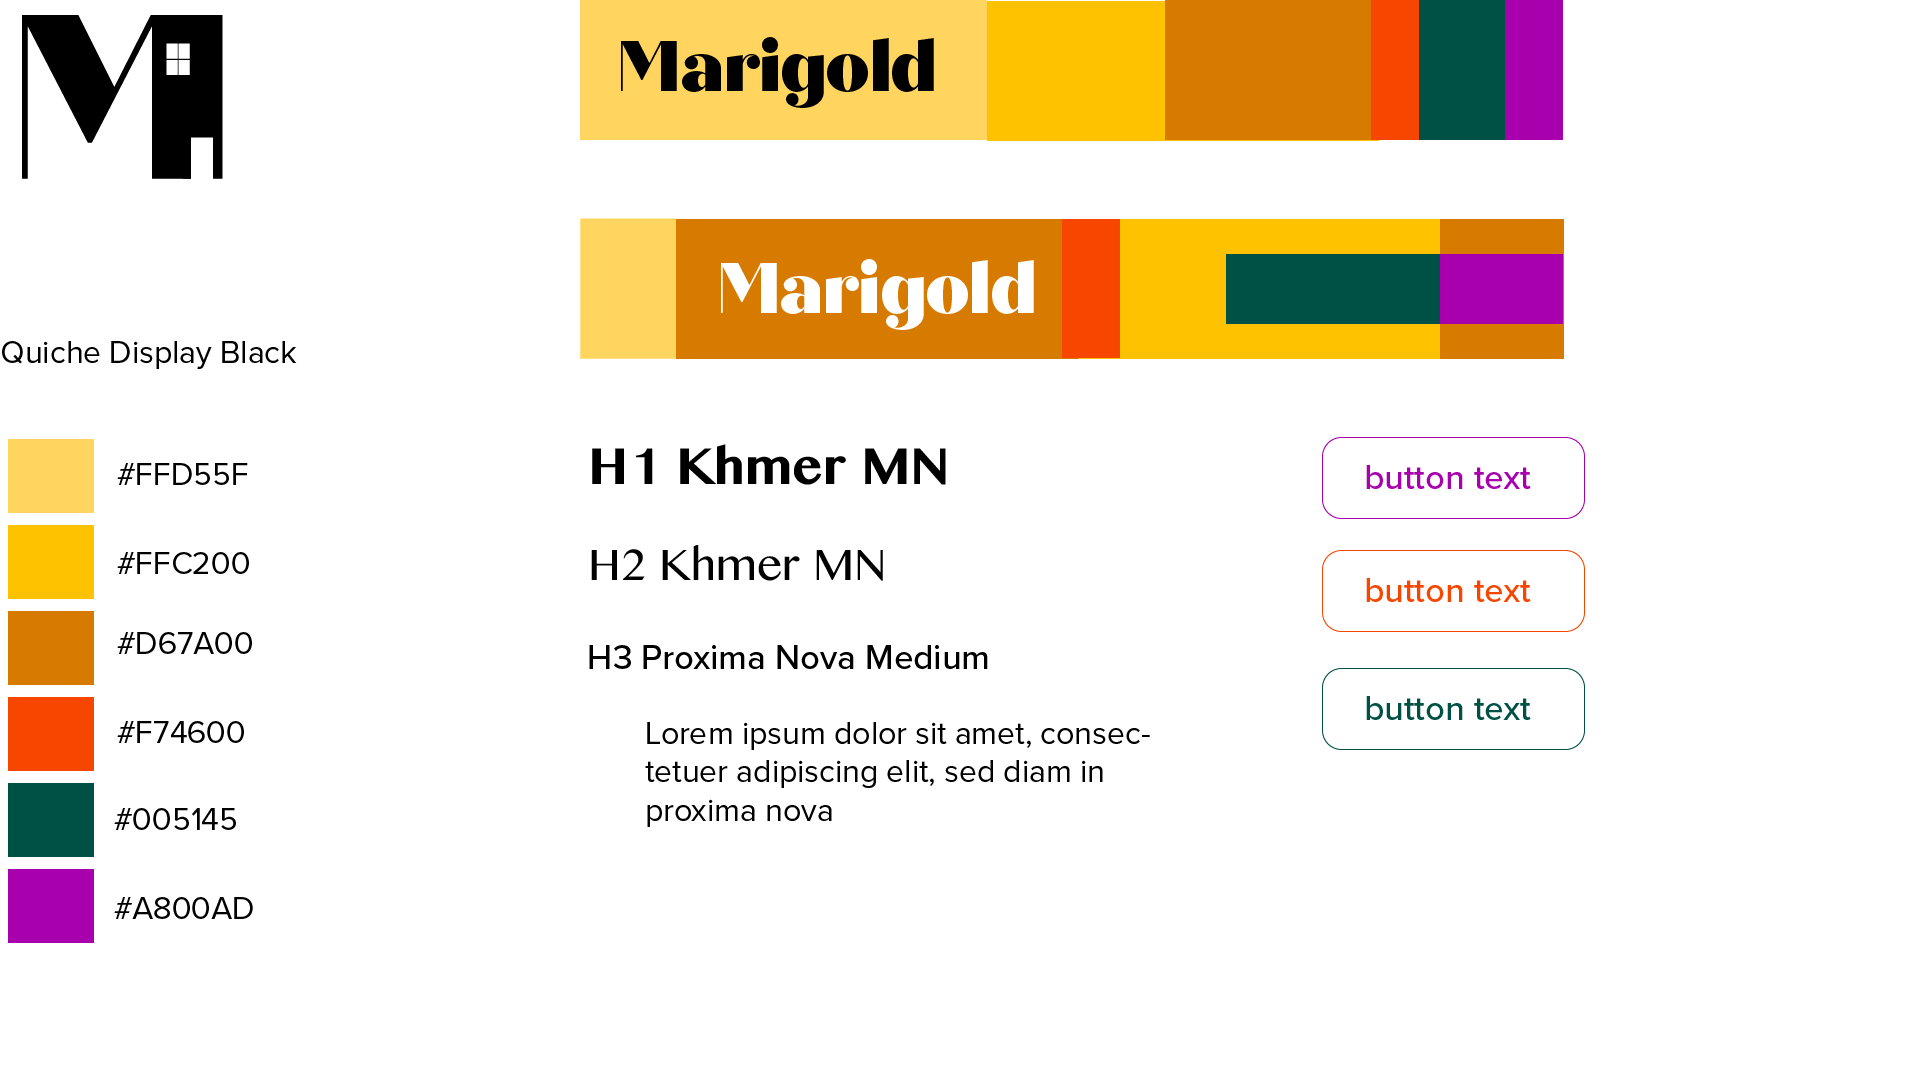 M
Marigold
Marigold
Quiche Display Black
#FFD55F
#FFC200
#D67A00
#F74600
#005145
#A800AD
H1 Khmer MN
H2 Khmer MN
H3 Proxima Nova Medium
Lorem ipsum dolor sit amet, consec-
tetuer adipiscing elit, sed diam in
proxima nova
button text
button text
button text